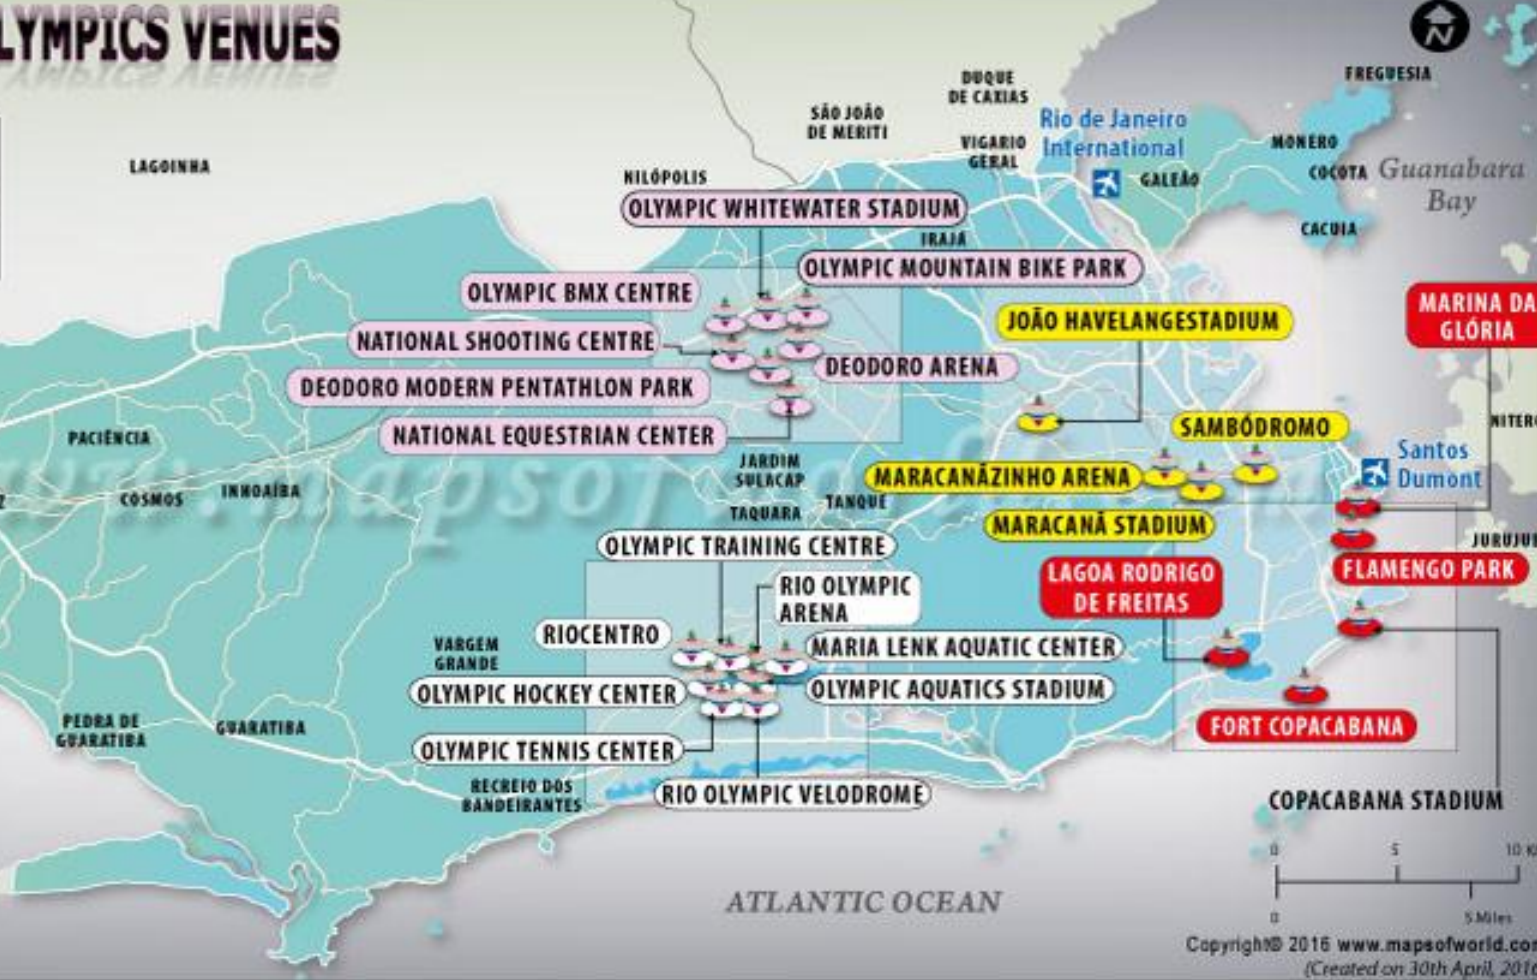 LYMPICS VENUES
N
FREGUESIA
DUQUE
DE CAXIAS
SÃO JOÃO
DE MERITI
Rio de Janeiro
International
VIGARIO
GERAL
MONERO
LAGOINHA
COCOTA
Guanabara
Bay
GALEÃO
NILÓPOLIS
OLYMPIC WHITEWATER STADIUM
CACUIA
IRAJÁ
OLYMPIC MOUNTAIN BIKE PARK
OLYMPIC BMX CENTRE
MARINA DA
GLÓRIA
JOÃO HAVELANGESTADIUM
NATIONAL SHOOTING CENTRE
DEODORO ARENA
DEODORO MODERN PENTATHLON PARK
NITERO
SAMBÓDROMO
PACIÊNCIA
NATIONAL EQUESTRIAN CENTER
Santos
Dumont
JARDIM
SULACAP
MARACANÃZINHO ARENA
COSMOS
INHOAÍBA
www.mapsof
TANQUE
TAQUARA
MARACANÃ STADIUM
OLYMPIC TRAINING CENTRE
JURUJU
FLAMENGO PARK
LAGOA RODRIGO
DE FREITAS
RIO OLYMPIC
ARENA
RIOCENTRO
VARGEM
GRANDE
MARIA LENK AQUATIC CENTER
OLYMPIC HOCKEY CENTER
OLYMPIC AQUATICS STADIUM
PEDRA DE
GUARATIBA
GUARATIBA
FORT COPACABANA
OLYMPIC TENNIS CENTER
RECREIO DOS
BANDEIRANTES
RIO OLYMPIC VELODROME
COPACABANA STADIUM
0 5 10 K
ATLANTIC OCEAN
0 5 Miles
Copyright© 2016 www.mapsofworld.com
(Created on 30th April, 201